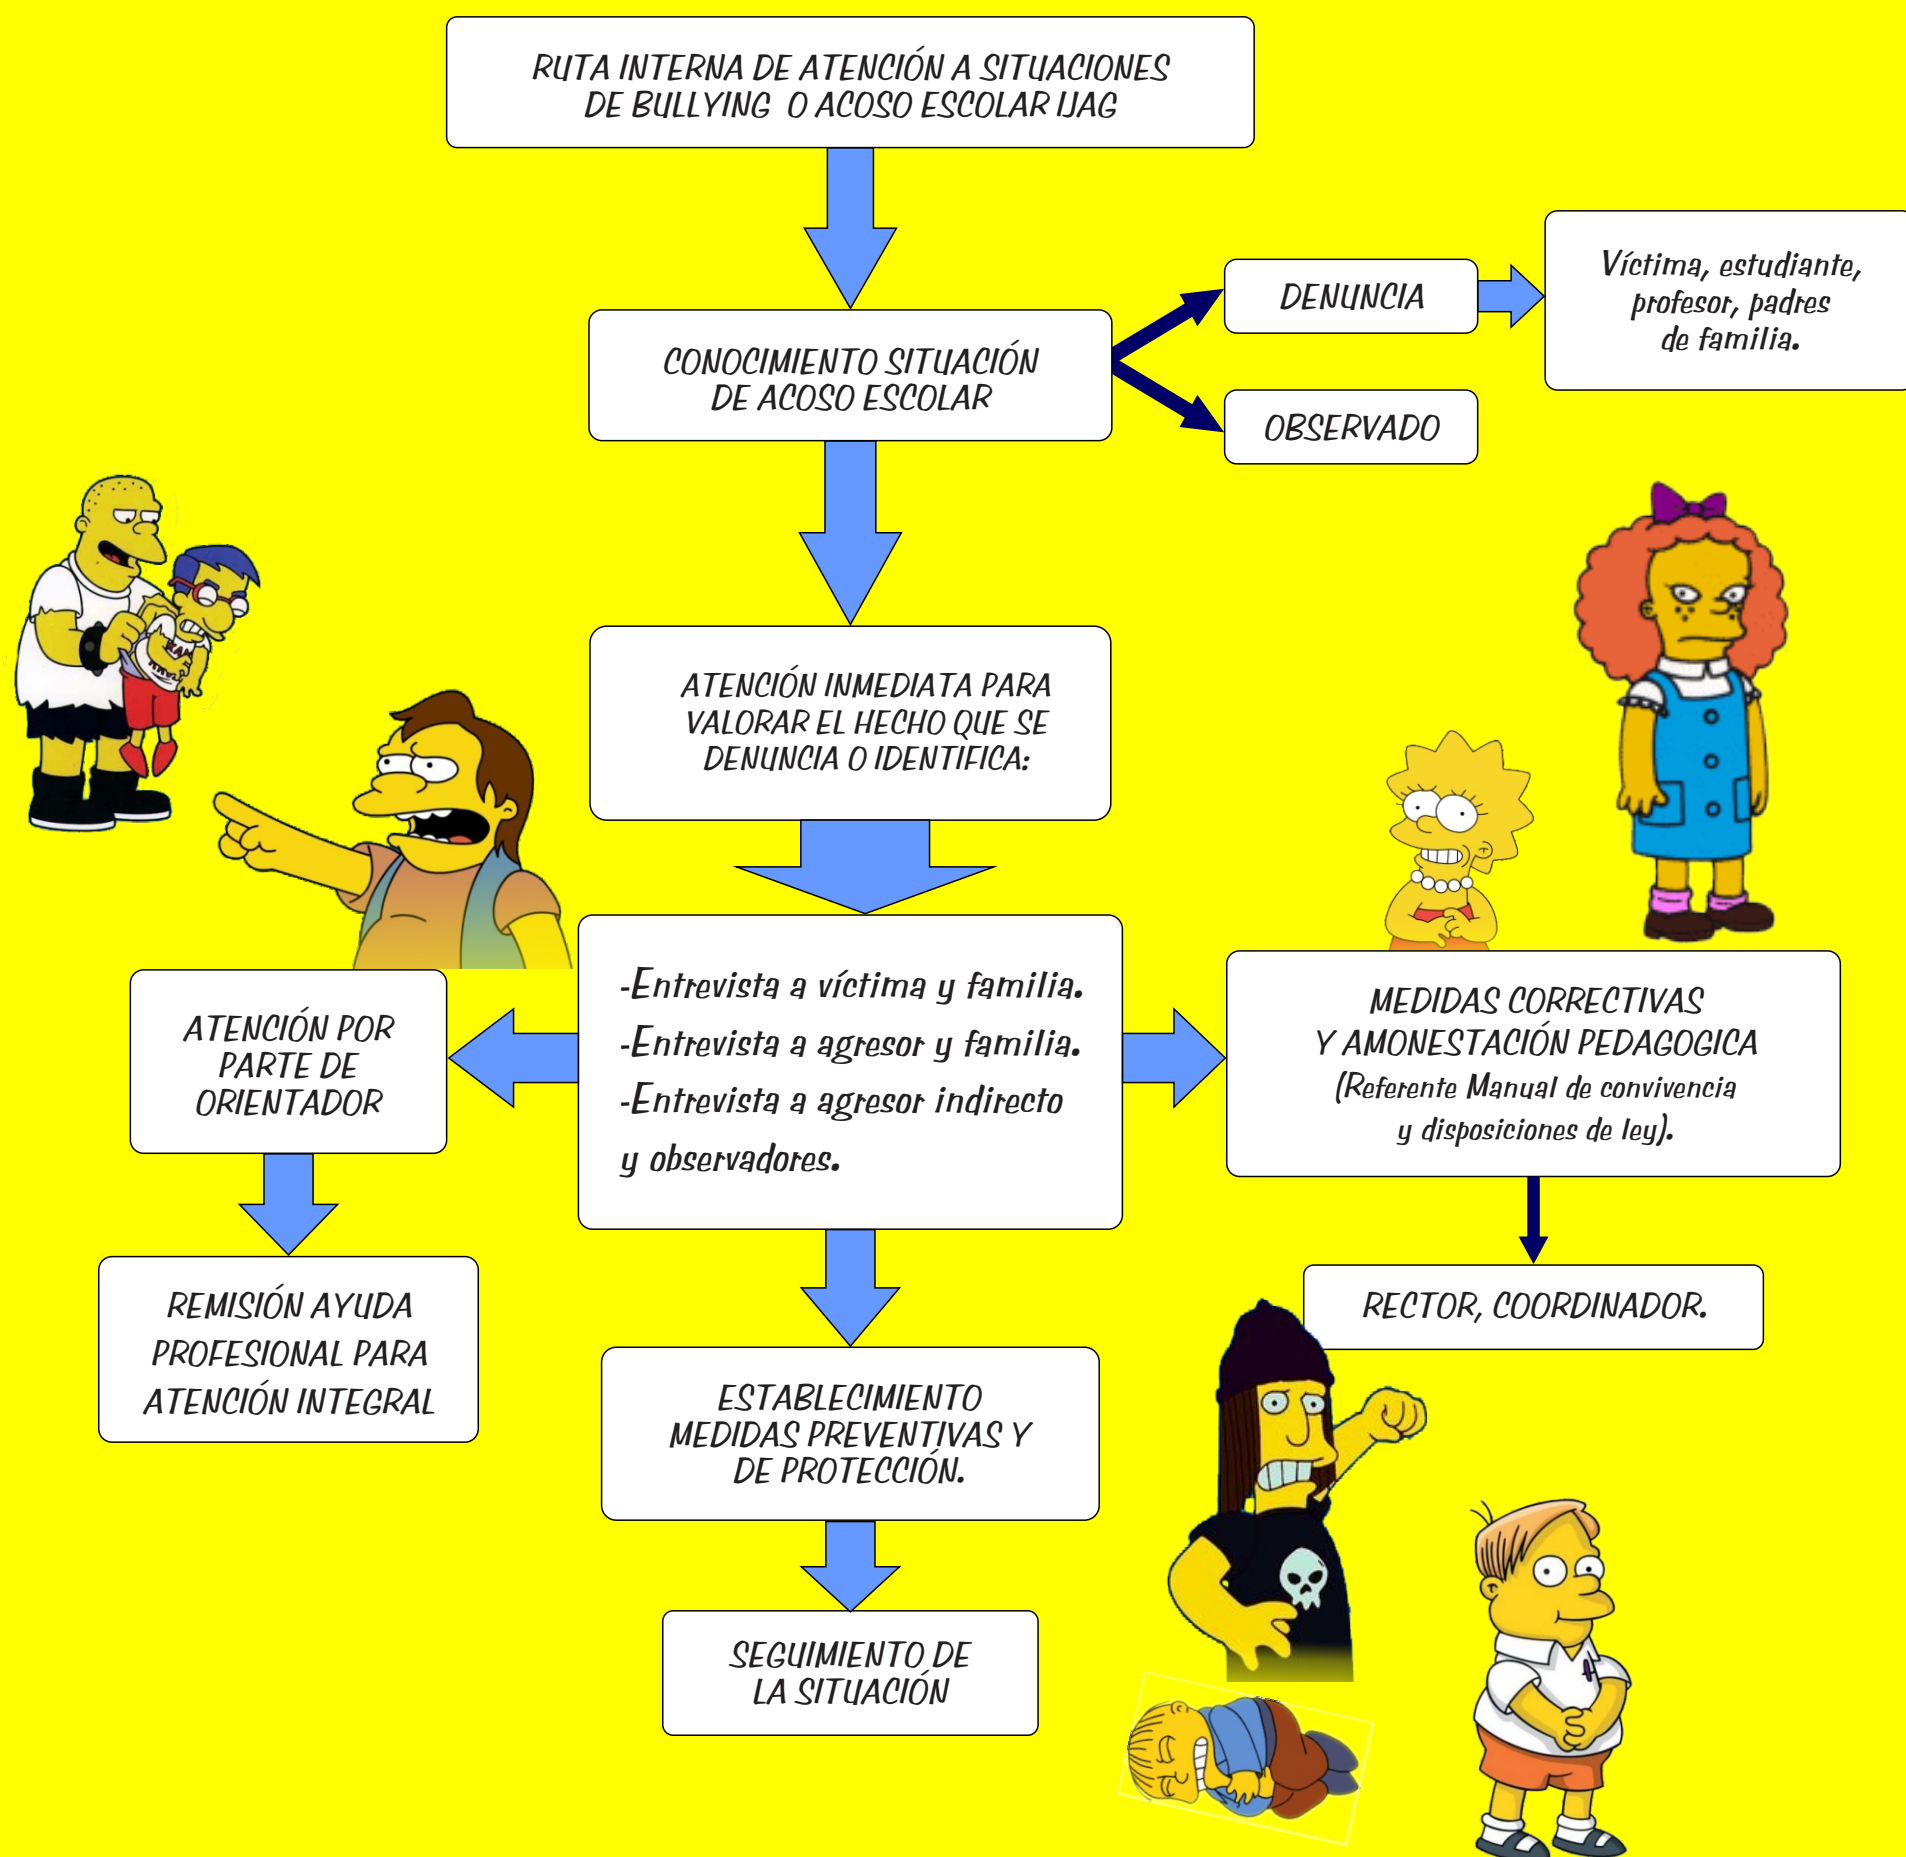 RUTA INTERNA DE ATENCIÓN A SITUACIONES
DE BULLYING O ACOSO ESCOLAR IJAG
CONOCIMIENTO SITUACIÓN
DE ACOSO ESCOLAR
DENUNCIA
Víctima, estudiante,
profesor, padres
de familia.
OBSERVADO
ATENCIÓN INMEDIATA PARA
VALORAR EL HECHO QUE SE
DENUNCIA O IDENTIFICA:
-Entrevista a víctima y familia.
-Entrevista a agresor y familia.
-Entrevista a agresor indirecto
y observadores.
ATENCIÓN POR
PARTE DE
ORIENTADOR
MEDIDAS CORRECTIVAS
Y AMONESTACIÓN PEDAGOGICA
(Referente Manual de convivencia
y disposiciones de ley).
REMISIÓN AYUDA
PROFESIONAL PARA
ATENCIÓN INTEGRAL
RECTOR, COORDINADOR.
ESTABLECIMIENTO
MEDIDAS PREVENTIVAS Y
DE PROTECCIÓN.
SEGUIMIENTO DE
LA SITUACIÓN